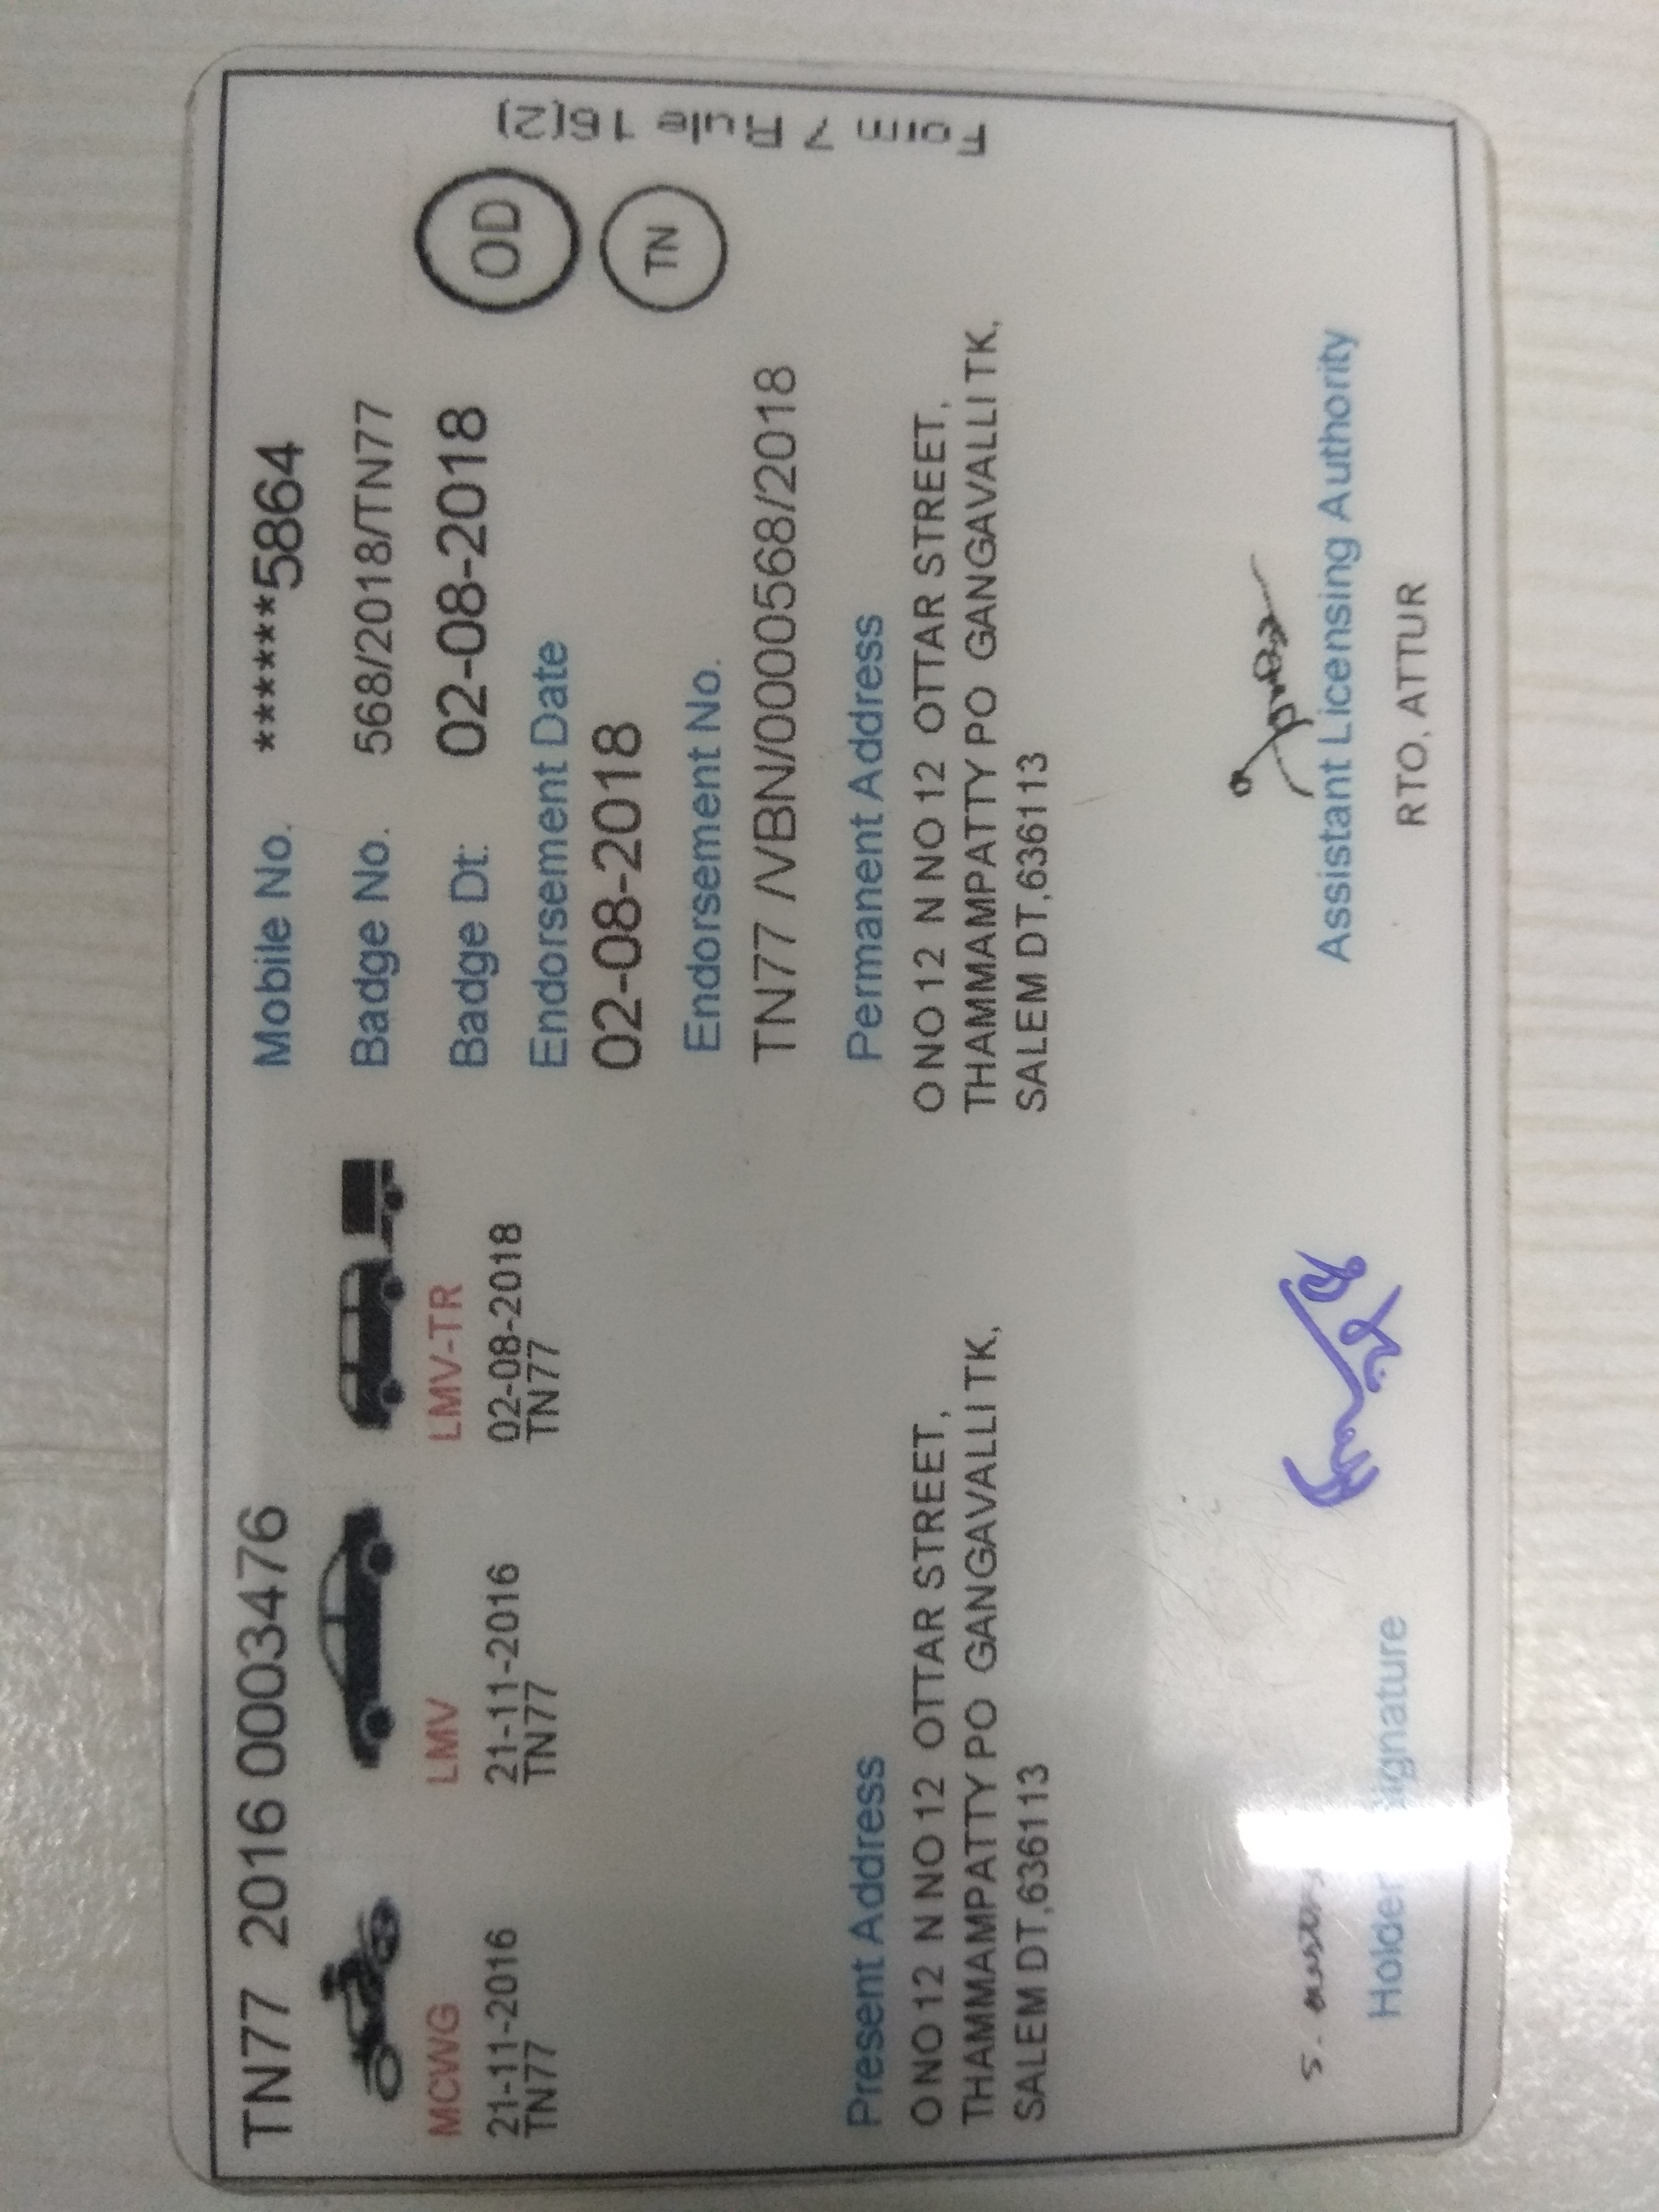 TN77 2016 0003476
MCWG
21-11-2016
TN77
LMV
21-11-2016
TN77
LMV-TR
02-08-2018
TN77
Mobile No. ******5864
Badge No. 568/2018/TN77
Badge Dt: 02-08-2018
Endorsement Date
02-08-2018
Endorsement No.
TN77 /VBN/0000568/2018
OD
TN
Form 7 Rule 16(2)
Present Address
O NO 12 N NO 12 OTTAR STREET,
THAMMAMPATTY PO GANGAVALLI TK,
SALEM DT,636113
Permanent Address
O NO 12 N NO 12 OTTAR STREET,
THAMMAMPATTY PO GANGAVALLI TK,
SALEM DT,636113
Holder Signature
Assistant Licensing Authority
RTO, ATTUR